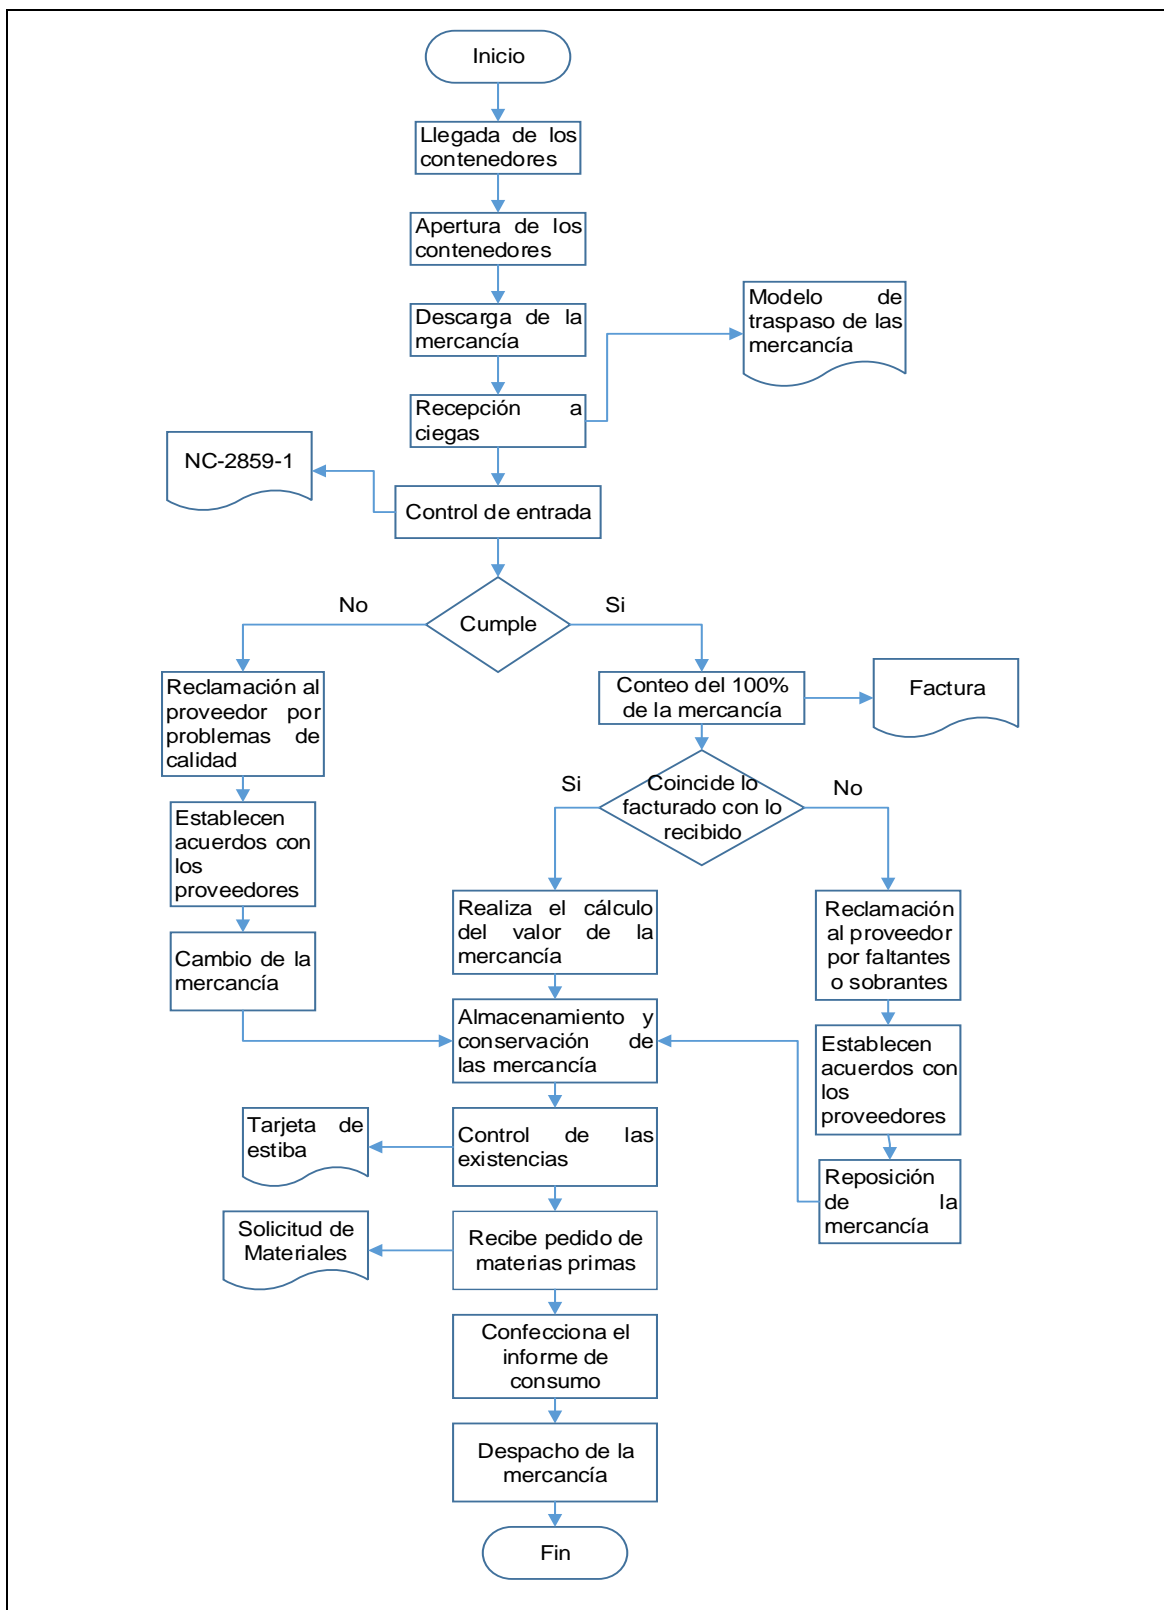 Inicio
Llegada de los
contenedores
Apertura de los
contenedores
Descarga de la
mercancía
Modelo de
traspaso de las
mercancía
Recepción a
ciegas
NC-2859-1
Control de entrada
No
Si
Cumple
Reclamación al
proveedor por
problemas de
calidad
Conteo del 100%
de la mercancía
Factura
Si
Coincide lo
facturado con lo
recibido
No
Establecen
acuerdos con
los
proveedores
Realiza el cálculo
del valor de la
mercancía
Reclamación
al proveedor
por faltantes
o sobrantes
Cambio de la
mercancía
Almacenamiento y
conservación de
las mercancía
Establecen
acuerdos con
los
proveedores
Tarjeta de
estiba
Control de las
existencias
Reposición
de la
mercancía
Solicitud de
Materiales
Recibe pedido de
materias primas
Confecciona el
informe de
consumo
Despacho de la
mercancía
Fin